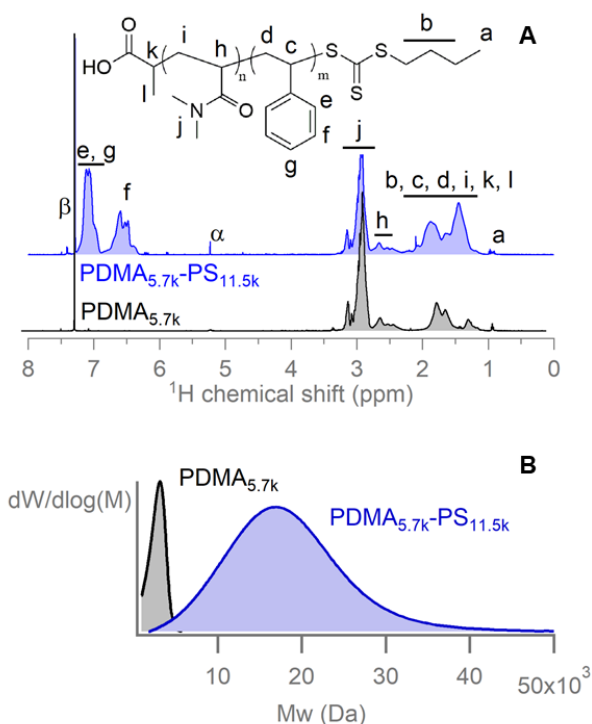 A
O
HO
k
l
i
h
n
N
O
j
d
c
m
e
f
g
S
S
S
b
a
β
e, g
f
α
j
h
b, c, d, i, k, l
a
PDMA5.7k-PS11.5k
PDMA5.7k
8 7 6 5 4 3 2 1 0
1H chemical shift (ppm)
B
dW/dlog(M)
PDMA5.7k
PDMA5.7k-PS11.5k
10 20 30 40 50x10³
Mw (Da)